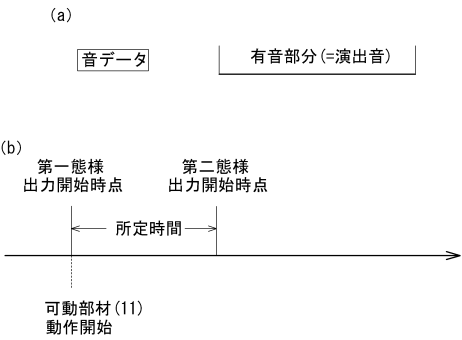 (a)
音データ
有音部分(=演出音)
(b)
第一態様
出力開始時点
第二態様
出力開始時点
所定時間
可動部材(11)
動作開始